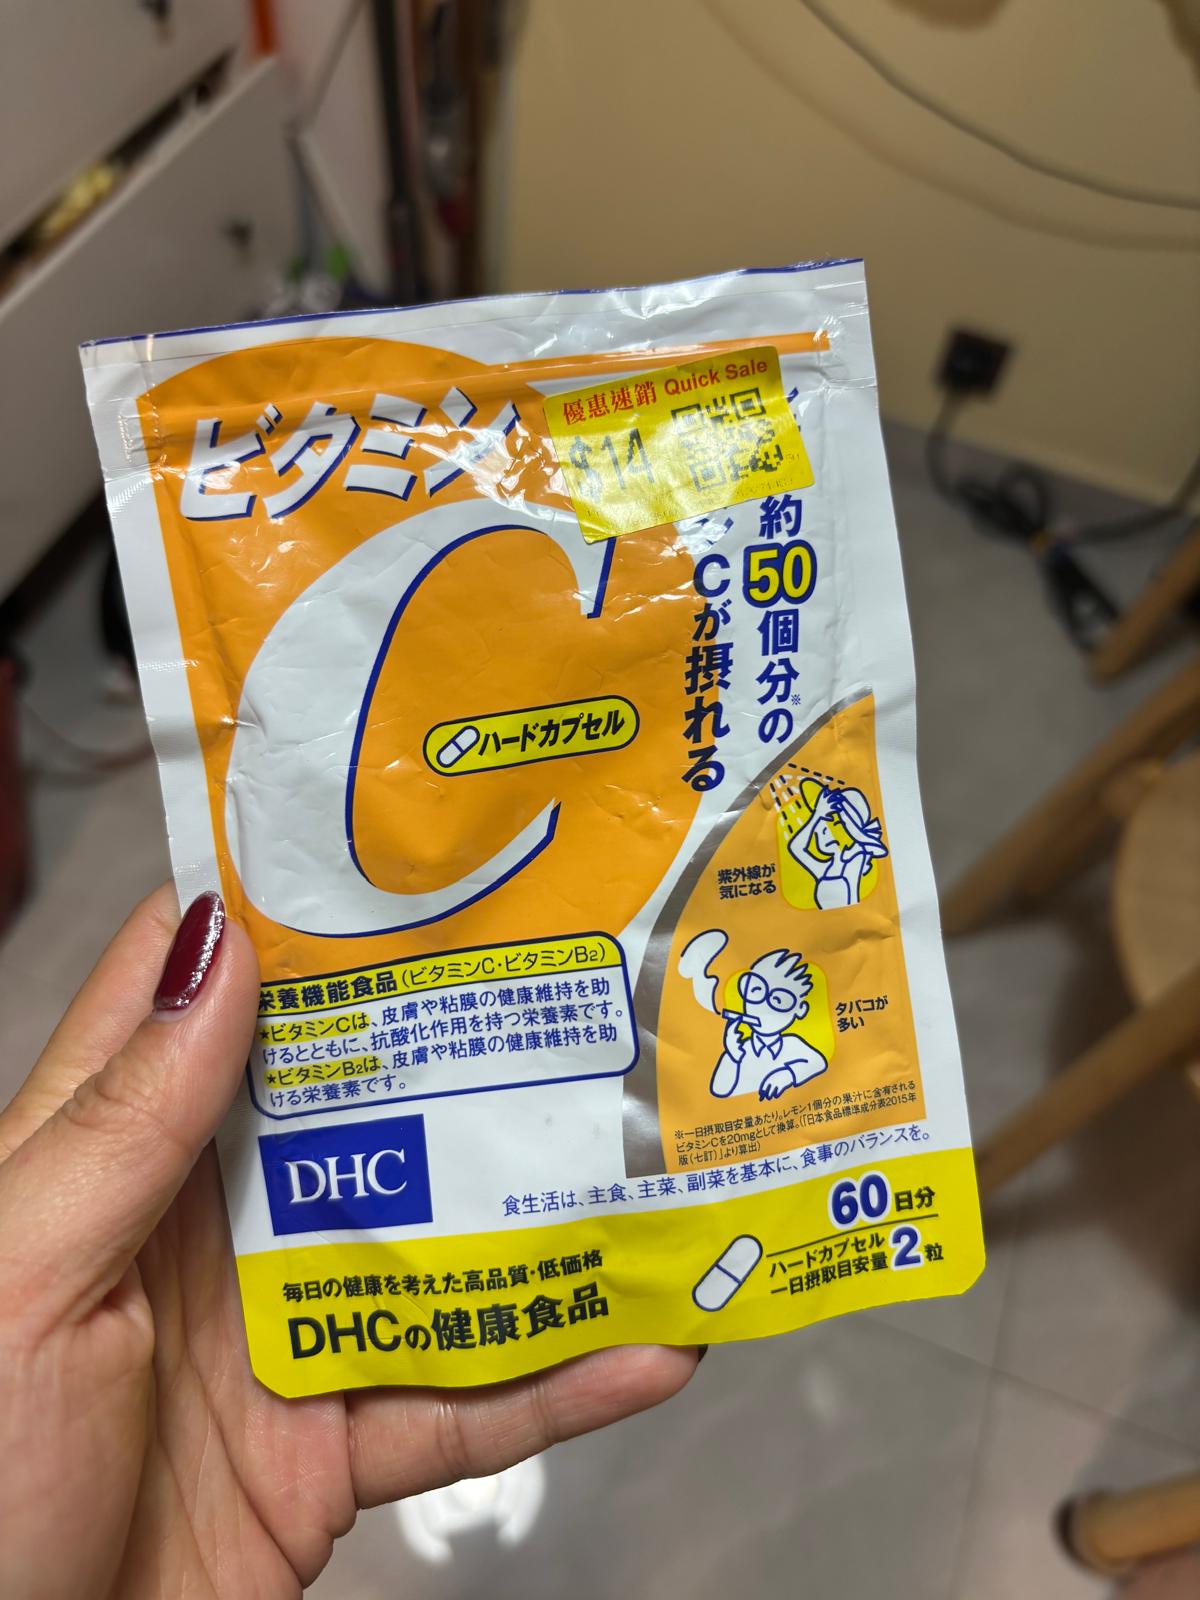 ビタミン
C
ハードカプセル
優惠速銷 Quick Sale
$14
約50個分※の
Cが摂れる
紫外線が
気になる
タバコが
多い
栄養機能食品(ビタミンC・ビタミンB2)
★ビタミンCは、皮膚や粘膜の健康維持を助
けるとともに、抗酸化作用を持つ栄養素です。
★ビタミンB2は、皮膚や粘膜の健康維持を助
ける栄養素です。
※一日摂取目安量あたり。レモン1個分の果汁に含有される
ビタミンCを20mgとして換算。(「日本食品標準成分表2015年
版(七訂)」より算出)
DHC
食生活は、主食、主菜、副菜を基本に、食事のバランスを。
60日分
ハードカプセル
一日摂取目安量 2粒
毎日の健康を考えた高品質・低価格
DHCの健康食品